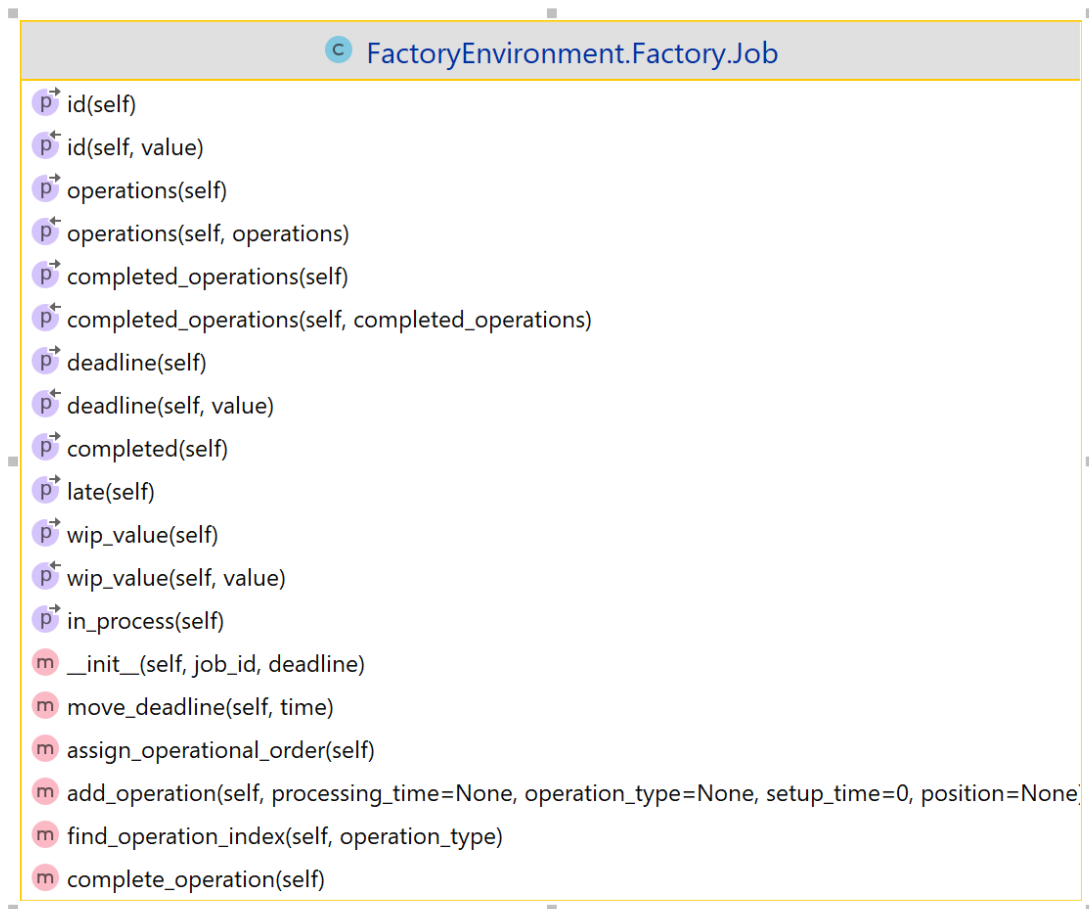 C FactoryEnvironment.Factory.Job
p id(self)
p id(self, value)
p operations(self)
p operations(self, operations)
p completed_operations(self)
p completed_operations(self, completed_operations)
p deadline(self)
p deadline(self, value)
p completed(self)
p late(self)
p wip_value(self)
p wip_value(self, value)
p in_process(self)
m __init__(self, job_id, deadline)
m move_deadline(self, time)
m assign_operational_order(self)
m add_operation(self, processing_time=None, operation_type=None, setup_time=0, position=None)
m find_operation_index(self, operation_type)
m complete_operation(self)